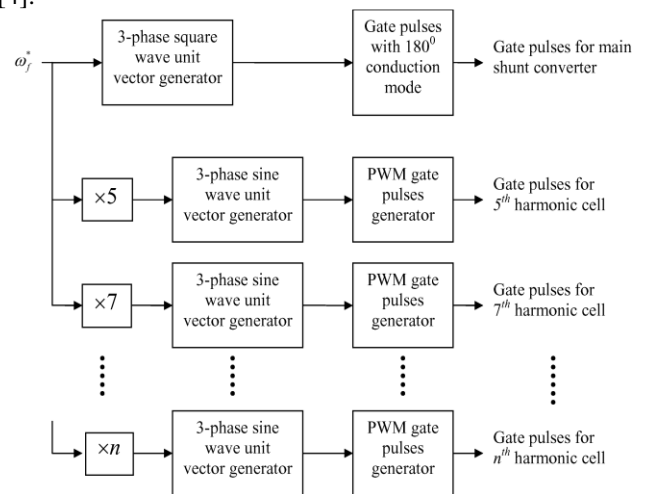 [4].
ω*f
3-phase square
wave unit
vector generator
Gate pulses
with 180⁰
conduction
mode
Gate pulses for main
shunt converter
×5
3-phase sine
wave unit
vector generator
PWM gate
pulses
generator
Gate pulses for
5th harmonic cell
×7
3-phase sine
wave unit
vector generator
PWM gate
pulses
generator
Gate pulses for
7th harmonic cell
×n
3-phase sine
wave unit
vector generator
PWM gate
pulses
generator
Gate pulses for
nth harmonic cell